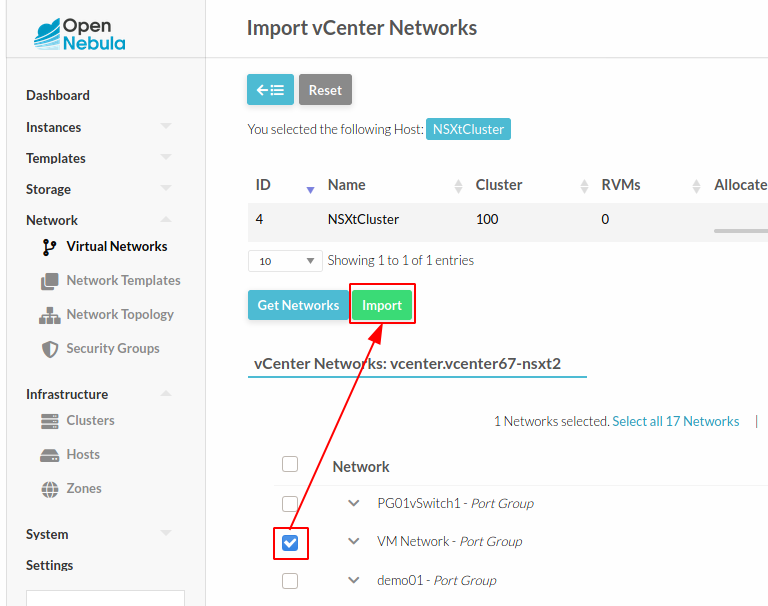 Open
Nebula
Import vCenter Networks
Reset
You selected the following Host: NSXtCluster
Dashboard
Instances
Templates
Storage
Network
Virtual Networks
Network Templates
Network Topology
Security Groups
Infrastructure
Clusters
Hosts
Zones
System
Settings
ID Name Cluster RVMs Allocate
4 NSXtCluster 100 0
10 Showing 1 to 1 of 1 entries
Get Networks Import
vCenter Networks: vcenter.vcenter67-nsxt2
1 Networks selected. Select all 17 Networks |
Network
PG01vSwitch1 - Port Group
VM Network - Port Group
demo01 - Port Group